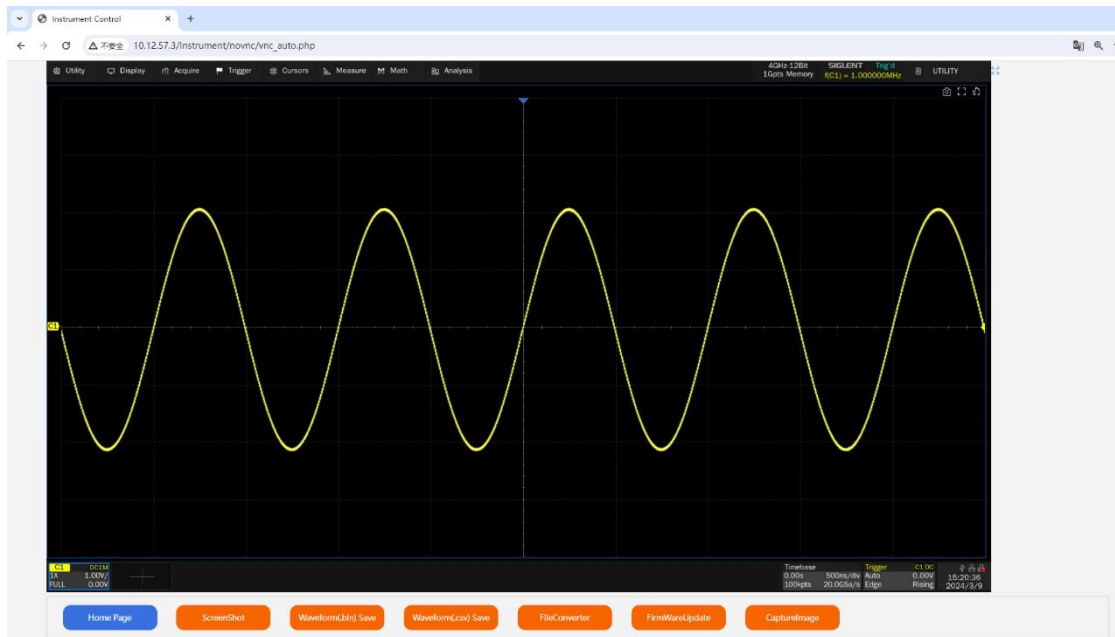 Instrument Control
不安全 10.12.57.3/Instrument/novnc/vnc_auto.php
Utility Display Acquire Trigger Cursors Measure M Math Analysis
4GHz 12Bit SIGLENT Trig'd UTILITY
1Gpts Memory f(C1) = 1.000000MHz
C1
C1 DC1M
1X 1.00V/
FULL 0.00V
Timebase
0.00s 500ns/div
100kpts 20.0GSa/s
Trigger C1 DC
Auto 0.00V
Edge Rising
15:20:36
2024/3/9
Home Page ScreenShot Waveform(.bin) Save Waveform(.csv) Save FileConverter FirmWareUpdate CaptureImage